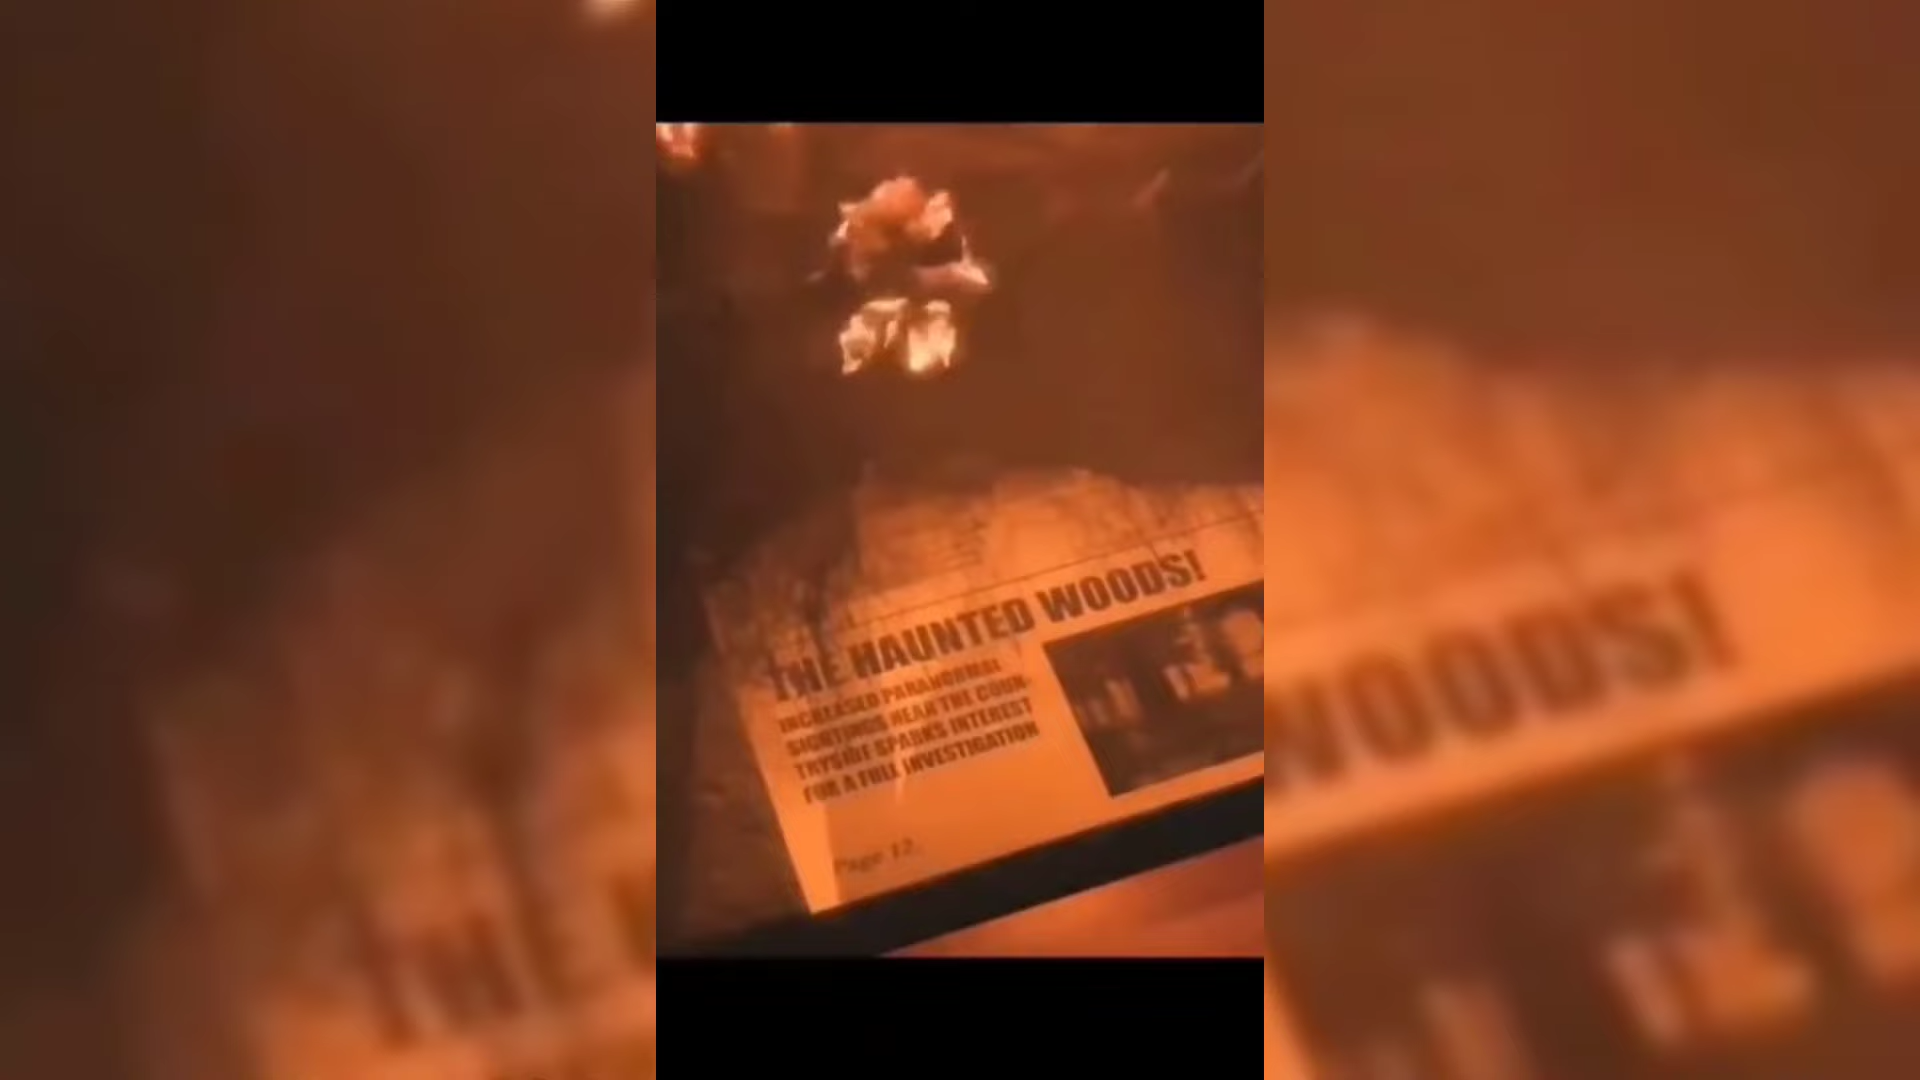 THE HAUNTED WOODS!
INCREASED PARANORMAL
SIGHTINGS NEAR THE COUN-
TRYSIDE SPARKS INTEREST
FOR A FULL INVESTIGATION
Page 12.